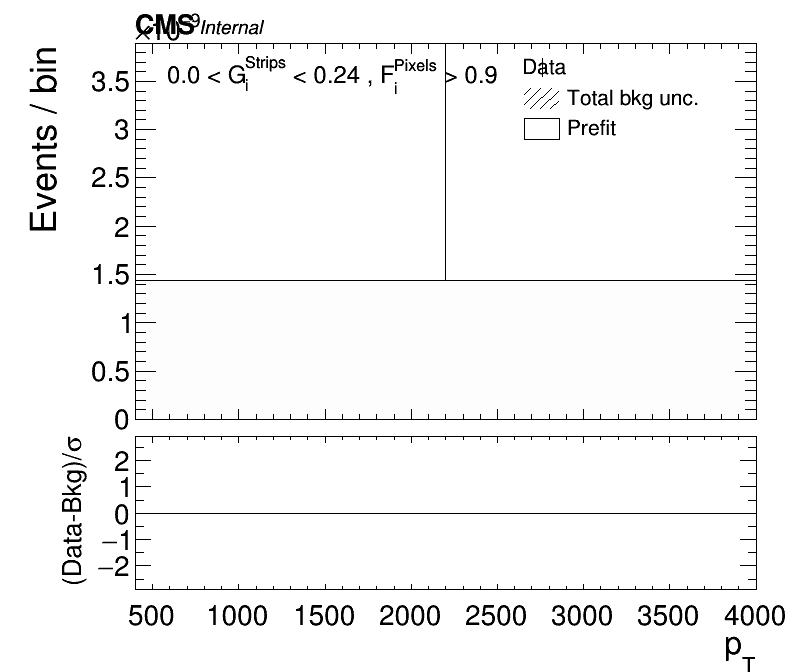 CMS Internal
×10⁹
0.0 < G_i^Strips < 0.24 , F_i^Pixels > 0.9
Data
Total bkg unc.
Prefit
Events / bin
3.5
3
2.5
2
1.5
1
0.5
0
(Data-Bkg)/σ
2
1
0
−1
−2
500 1000 1500 2000 2500 3000 3500 4000
p_T